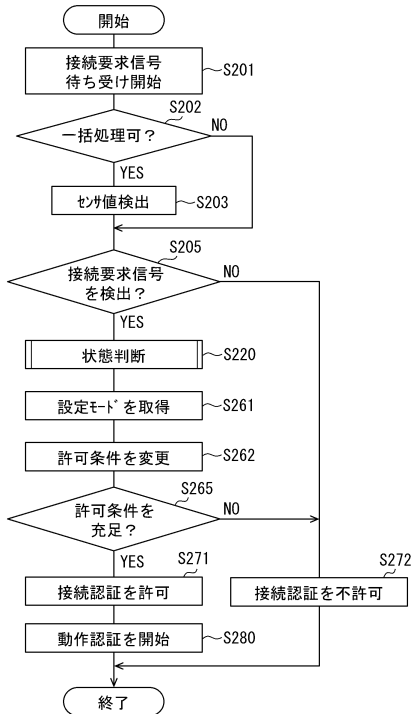 開始
接続要求信号
待ち受け開始
S201
S202
一括処理可?
NO
YES
センサ値検出
S203
S205
接続要求信号
を検出?
NO
YES
状態判断
S220
設定モードを取得
S261
許可条件を変更
S262
S265
許可条件を
充足?
NO
YES
S271
接続認証を許可
S272
接続認証を不許可
動作認証を開始
S280
終了